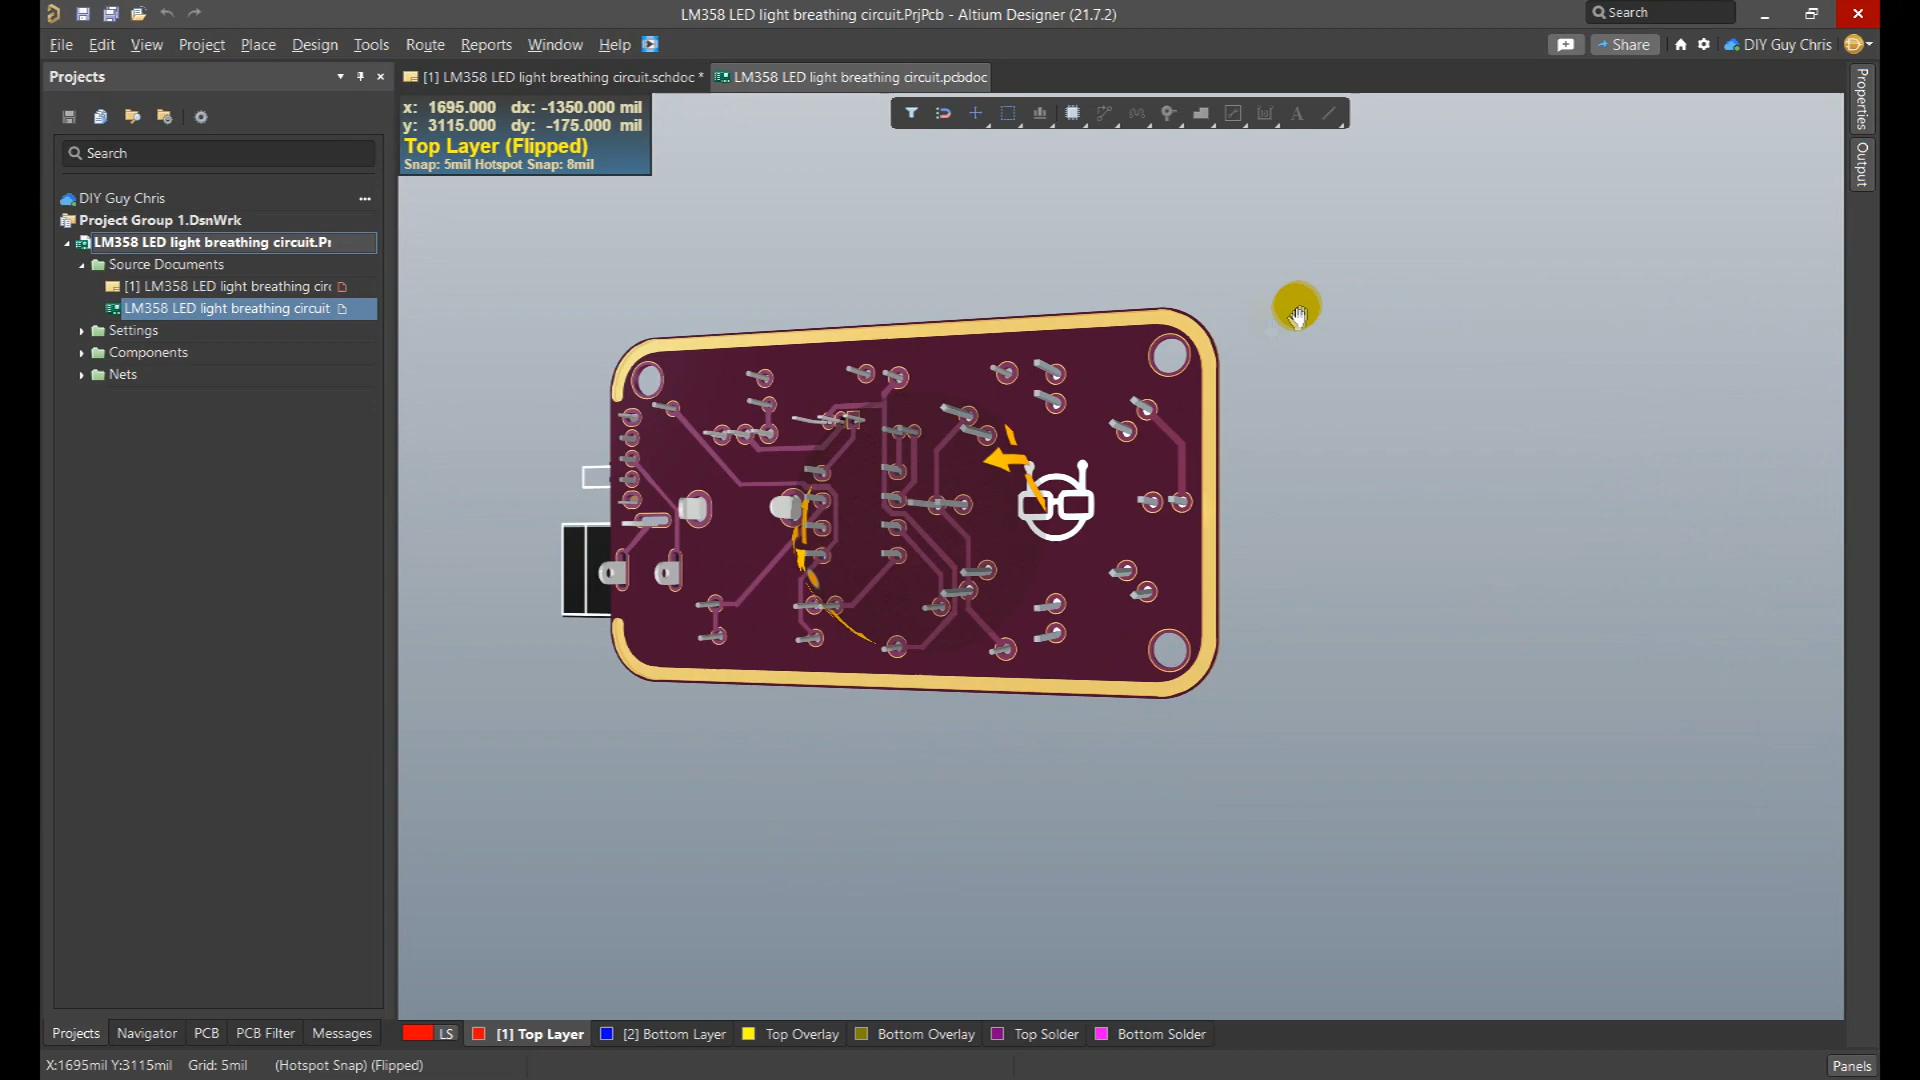 LM358 LED light breathing circuit.PrjPcb - Altium Designer (21.7.2)
Search
File Edit View Project Place Design Tools Route Reports Window Help
Share
DIY Guy Chris
Projects
[1] LM358 LED light breathing circuit.schdoc *
LM358 LED light breathing circuit.pcbdoc
x: 1695.000 dx: -1350.000 mil
y: 3115.000 dy: -175.000 mil
Top Layer (Flipped)
Snap: 5mil Hotspot Snap: 8mil
Properties
Output
Search
DIY Guy Chris
Project Group 1.DsnWrk
LM358 LED light breathing circuit.Pr
Source Documents
[1] LM358 LED light breathing circ
LM358 LED light breathing circuit
Settings
Components
Nets
Projects Navigator PCB PCB Filter Messages
LS [1] Top Layer [2] Bottom Layer Top Overlay Bottom Overlay Top Solder Bottom Solder
X:1695mil Y:3115mil Grid: 5mil (Hotspot Snap) (Flipped)
Panels